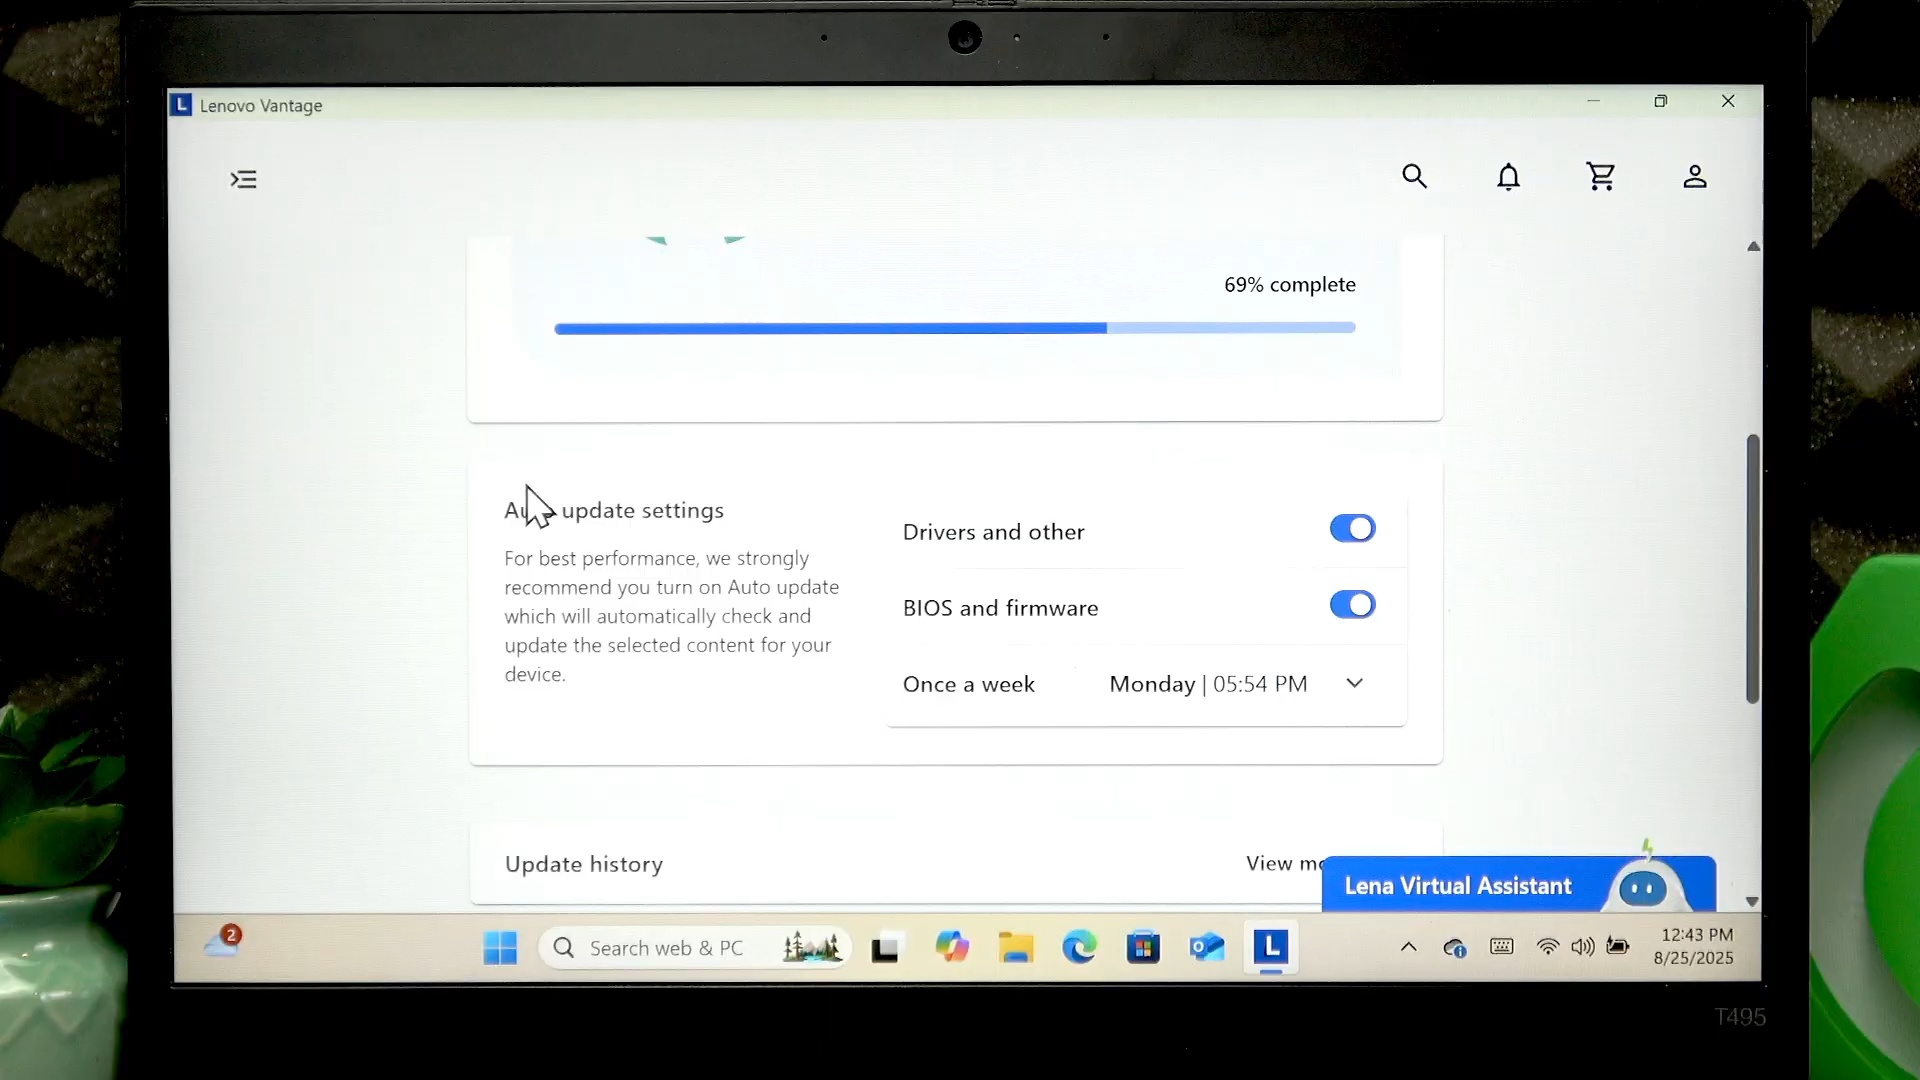 L Lenovo Vantage
69% complete
Auto update settings
For best performance, we strongly
recommend you turn on Auto update
which will automatically check and
update the selected content for your
device.
Drivers and other
BIOS and firmware
Once a week Monday | 05:54 PM
Update history
View
Lena Virtual Assistant
2
Search web & PC
L
12:43 PM
8/25/2025
T495